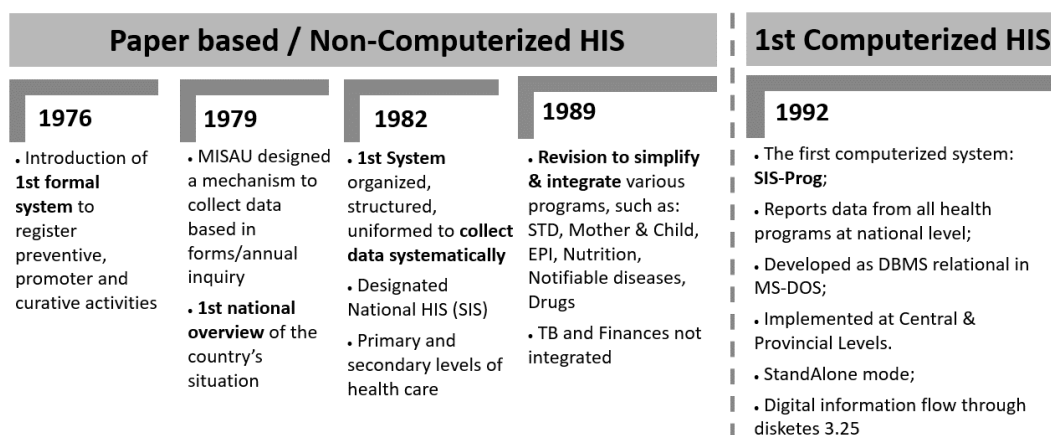 Paper based / Non-Computerized HIS
1st Computerized HIS
1976
• Introduction of
1st formal
system to
register
preventive,
promoter and
curative activities
1979
• MISAU designed
a mechanism to
collect data
based in
forms/annual
inquiry
• 1st national
overview of the
country's
situation
1982
• 1st System
organized,
structured,
uniformed to collect
data systematically
• Designated
National HIS (SIS)
• Primary and
secondary levels of
health care
1989
• Revision to simplify
& integrate various
programs, such as:
STD, Mother & Child,
EPI, Nutrition,
Notifiable diseases,
Drugs
• TB and Finances not
integrated
1992
• The first computerized system:
SIS-Prog;
• Reports data from all health
programs at national level;
• Developed as DBMS relational in
MS-DOS;
• Implemented at Central &
Provincial Levels.
• StandAlone mode;
• Digital information flow through
disketes 3.25